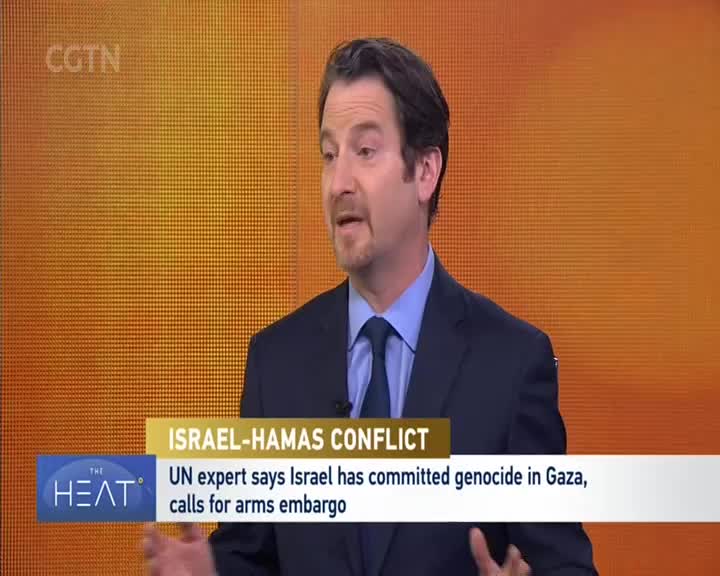 CGTN
ISRAEL-HAMAS CONFLICT
THE
HEAT
UN expert says Israel has committed genocide in Gaza,
calls for arms embargo